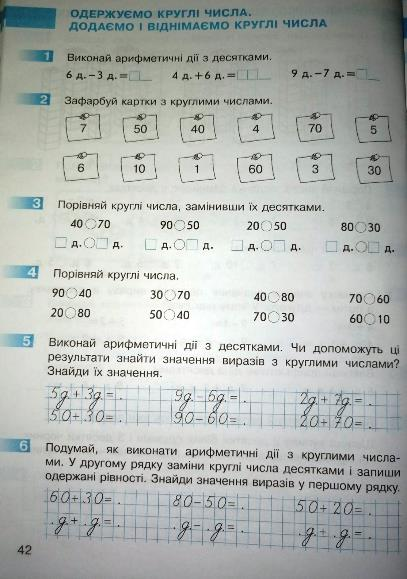 ОДЕРЖУЄМО КРУГЛІ ЧИСЛА.
ДОДАЄМО І ВІДНІМАЄМО КРУГЛІ ЧИСЛА
1 Виконай арифметичні дії з десятками.
6 д.−3 д.=□ 4 д.+6 д.=□□ 9 д.−7 д.=□
2 Зафарбуй картки з круглими числами.
7 50 40 4 70 5
6 10 1 60 3 30
3 Порівняй круглі числа, замінивши їх десятками.
40○70 90○50 20○50 80○30
□ д.○□ д. □ д.○□ д. □ д.○□ д. □ д.○□ д.
4 Порівняй круглі числа.
90○40 30○70 40○80 70○60
20○80 50○40 70○30 60○10
5 Виконай арифметичні дії з десятками. Чи допоможуть ці
результати знайти значення виразів з круглими числами?
Знайди їх значення.
5д.+3д.= . 9д.−6д.= . 2д.+7д.= .
50+30= . 90−60= . 20+70= .
6 Подумай, як виконати арифметичні дії з круглими числа-
ми. У другому рядку заміни круглі числа десятками і запиши
одержані рівності. Знайди значення виразів у першому рядку.
60+30= . 80−50= . 50+20= .
.д.+.д.= . .д.−.д.= . .д.+.д.= .
42